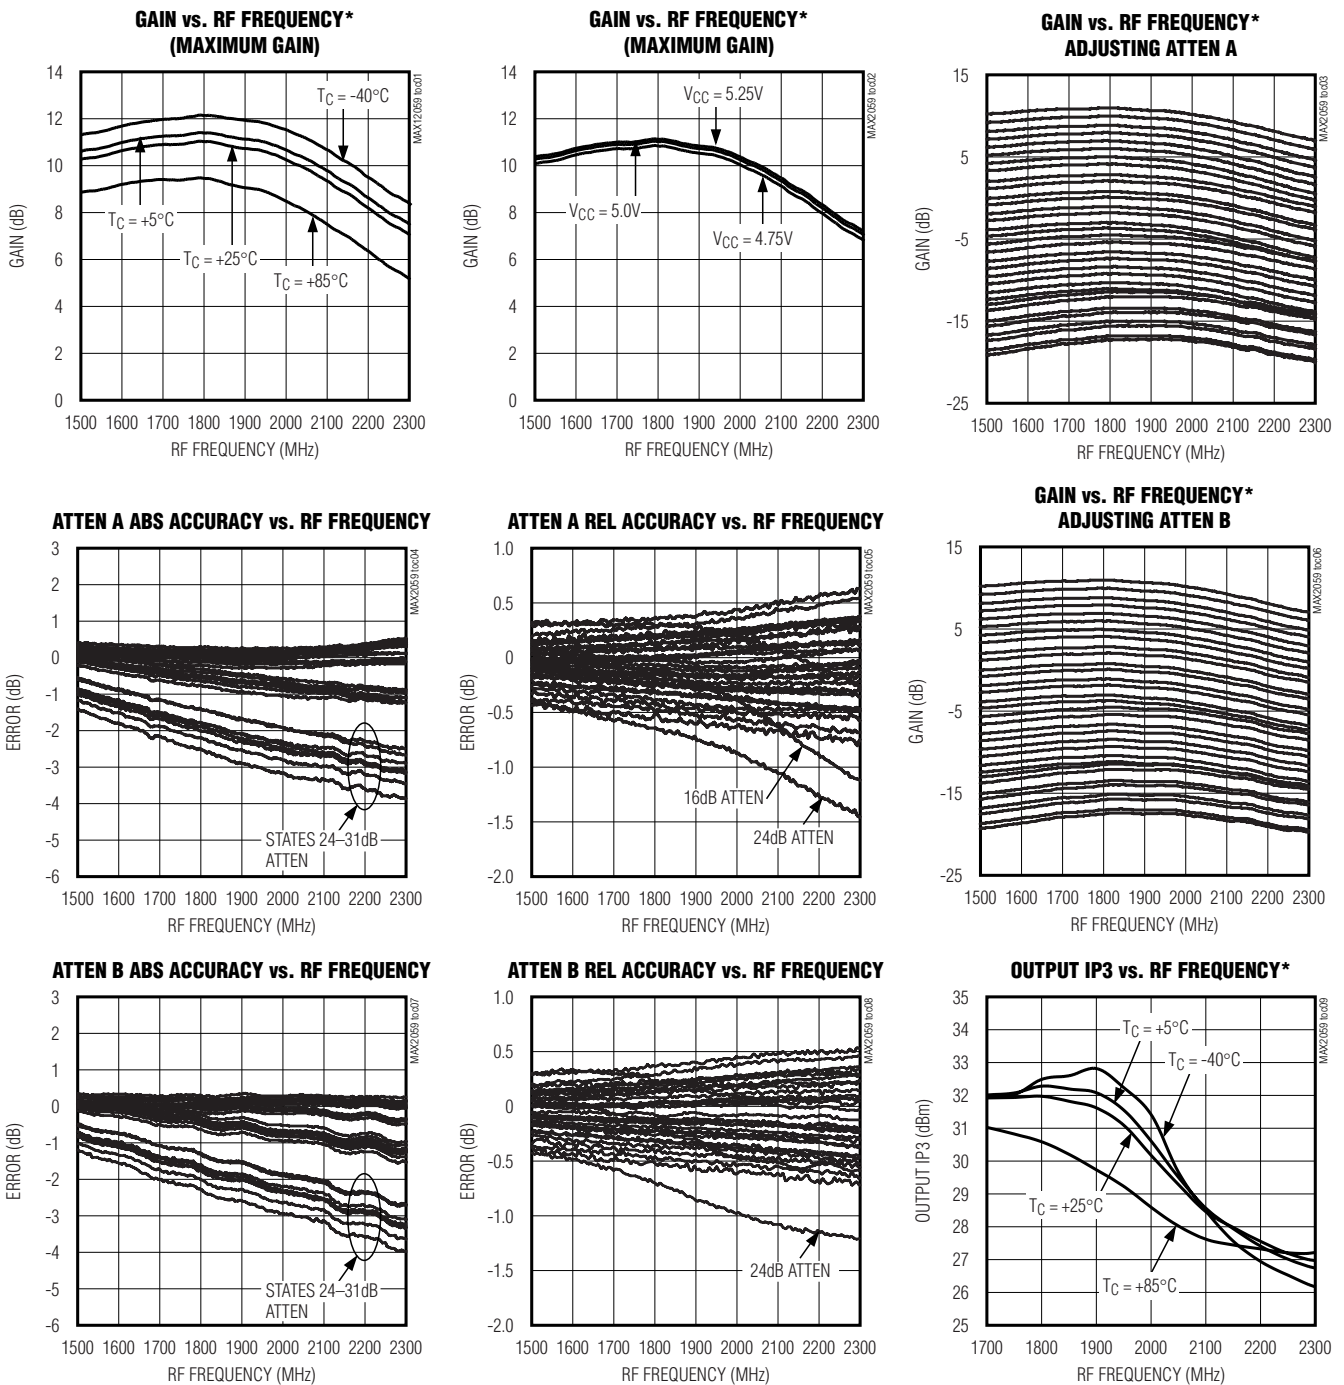 GAIN vs. RF FREQUENCY*
(MAXIMUM GAIN)
14
12
10
8
6
4
2
0
GAIN (dB)
TC = -40°C
TC = +5°C
TC = +25°C
TC = +85°C
MAX12059 toc01
1500 1600 1700 1800 1900 2000 2100 2200 2300
RF FREQUENCY (MHz)
GAIN vs. RF FREQUENCY*
(MAXIMUM GAIN)
14
12
10
8
6
4
2
0
GAIN (dB)
VCC = 5.25V
VCC = 5.0V
VCC = 4.75V
MAX2059 toc02
1500 1600 1700 1800 1900 2000 2100 2200 2300
RF FREQUENCY (MHz)
GAIN vs. RF FREQUENCY*
ADJUSTING ATTEN A
15
5
-5
-15
-25
GAIN (dB)
MAX2059 toc03
1500 1600 1700 1800 1900 2000 2100 2200 2300
RF FREQUENCY (MHz)
ATTEN A ABS ACCURACY vs. RF FREQUENCY
3
2
1
0
-1
-2
-3
-4
-5
-6
ERROR (dB)
STATES 24–31dB
ATTEN
MAX2059 toc04
1500 1600 1700 1800 1900 2000 2100 2200 2300
RF FREQUENCY (MHz)
ATTEN A REL ACCURACY vs. RF FREQUENCY
1.0
0.5
0
-0.5
-1.0
-1.5
-2.0
ERROR (dB)
16dB ATTEN
24dB ATTEN
MAX2059 toc05
1500 1600 1700 1800 1900 2000 2100 2200 2300
RF FREQUENCY (MHz)
GAIN vs. RF FREQUENCY*
ADJUSTING ATTEN B
15
5
-5
-15
-25
GAIN (dB)
MAX2059 toc06
1500 1600 1700 1800 1900 2000 2100 2200 2300
RF FREQUENCY (MHz)
ATTEN B ABS ACCURACY vs. RF FREQUENCY
3
2
1
0
-1
-2
-3
-4
-5
-6
ERROR (dB)
STATES 24–31dB
ATTEN
MAX2059 toc07
1500 1600 1700 1800 1900 2000 2100 2200 2300
RF FREQUENCY (MHz)
ATTEN B REL ACCURACY vs. RF FREQUENCY
1.0
0.5
0
-0.5
-1.0
-1.5
-2.0
ERROR (dB)
24dB ATTEN
MAX2059 toc08
1500 1600 1700 1800 1900 2000 2100 2200 2300
RF FREQUENCY (MHz)
OUTPUT IP3 vs. RF FREQUENCY*
35
34
33
32
31
30
29
28
27
26
25
OUTPUT IP3 (dBm)
TC = +5°C
TC = -40°C
TC = +25°C
TC = +85°C
MAX2059 toc09
1700 1800 1900 2000 2100 2200 2300
RF FREQUENCY (MHz)